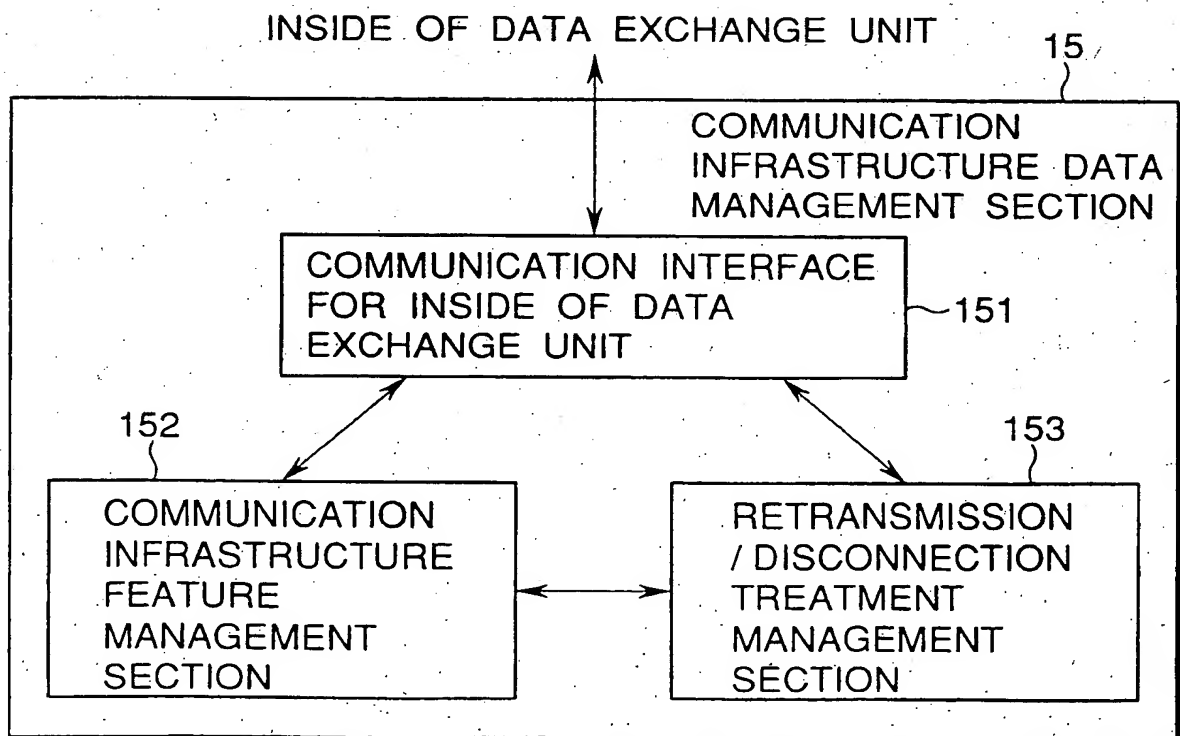 INSIDE OF DATA EXCHANGE UNIT
15
COMMUNICATION
INFRASTRUCTURE DATA
MANAGEMENT SECTION
COMMUNICATION INTERFACE
FOR INSIDE OF DATA
EXCHANGE UNIT
151
152
COMMUNICATION
INFRASTRUCTURE
FEATURE
MANAGEMENT
SECTION
153
RETRANSMISSION
/ DISCONNECTION
TREATMENT
MANAGEMENT
SECTION